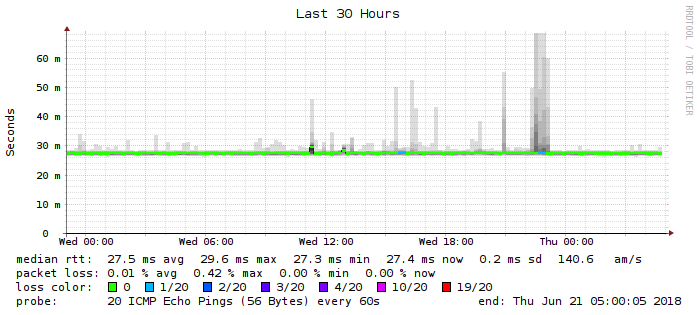 Last 30 Hours
RRDTOOL / TOBI OETIKER
Seconds
60 m
50 m
40 m
30 m
20 m
10 m
0
Wed 00:00 Wed 06:00 Wed 12:00 Wed 18:00 Thu 00:00
median rtt: 27.5 ms avg 29.6 ms max 27.3 ms min 27.4 ms now 0.2 ms sd 140.6 am/s
packet loss: 0.01 % avg 0.42 % max 0.00 % min 0.00 % now
loss color: 0 1/20 2/20 3/20 4/20 10/20 19/20
probe: 20 ICMP Echo Pings (56 Bytes) every 60s end: Thu Jun 21 05:00:05 2018